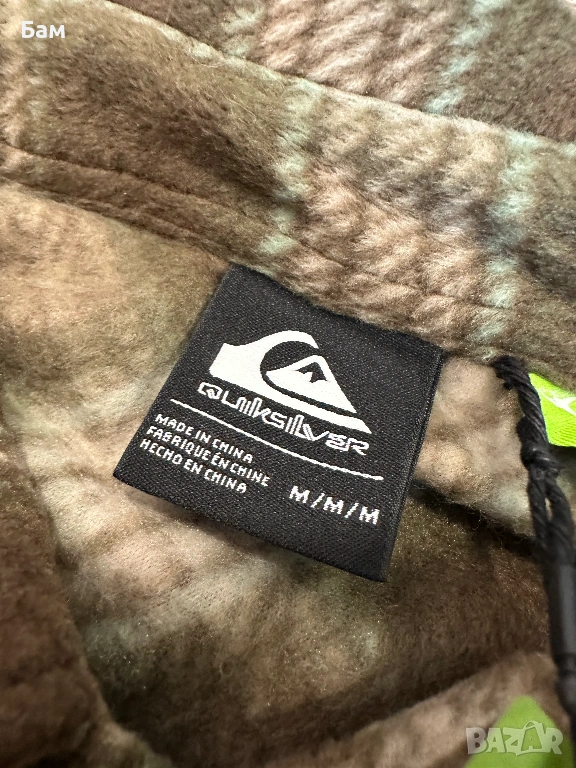 Бам
QUIKSILVER
MADE IN CHINA
FABRIQUÉ EN CHINE
HECHO EN CHINA
M/M/M
BAZAR